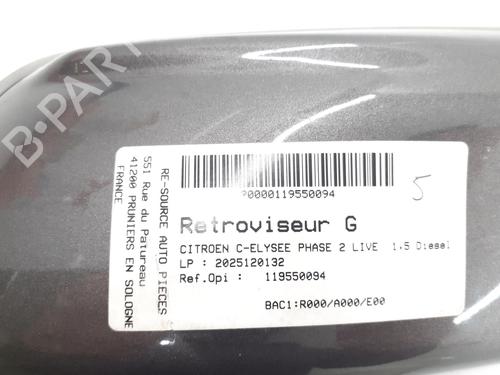 B-PARTS
P0000119550094
5
Retroviseur G
CITROEN C-ELYSEE PHASE 2 LIVE 1.5 Diesel
LP : 2025120132
Ref.Opi : 119550094
BAC1:R000/A000/E00
RE-SOURCE AUTO PIECES S
551 Rue du Patureau
41200 PRUNIERS EN SOLOGNE
FRANCE